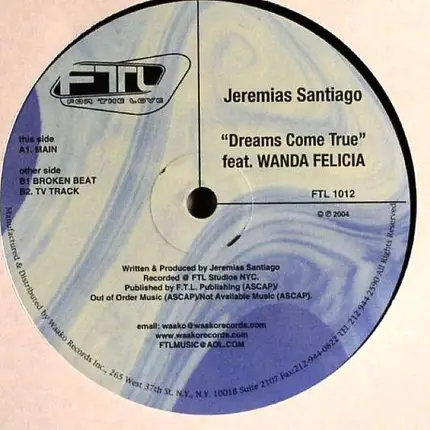 FTL
FOR THE LOVE
Jeremias Santiago
this side
A1. MAIN
"Dreams Come True"
feat. WANDA FELICIA
other side
B1 BROKEN BEAT
B2. TV TRACK
FTL 1012
© ℗ 2004
Written & Produced by Jeremias Santiago
Recorded @ FTL Studios NYC.
Published by F.T.L. Publishing (ASCAP)/
Out of Order Music (ASCAP)/Not Available Music (ASCAP).
email: waako@waakorecords.com
www.waakorecords.com
FTLMUSIC@AOL.COM
Manufactured & Distributed by Waako Records Inc., 265 West 37th St. N.Y., N.Y. 10018 Suite 2107 Fax:212-944-0822 TEL 212 944 2590 All Rights Reserved.